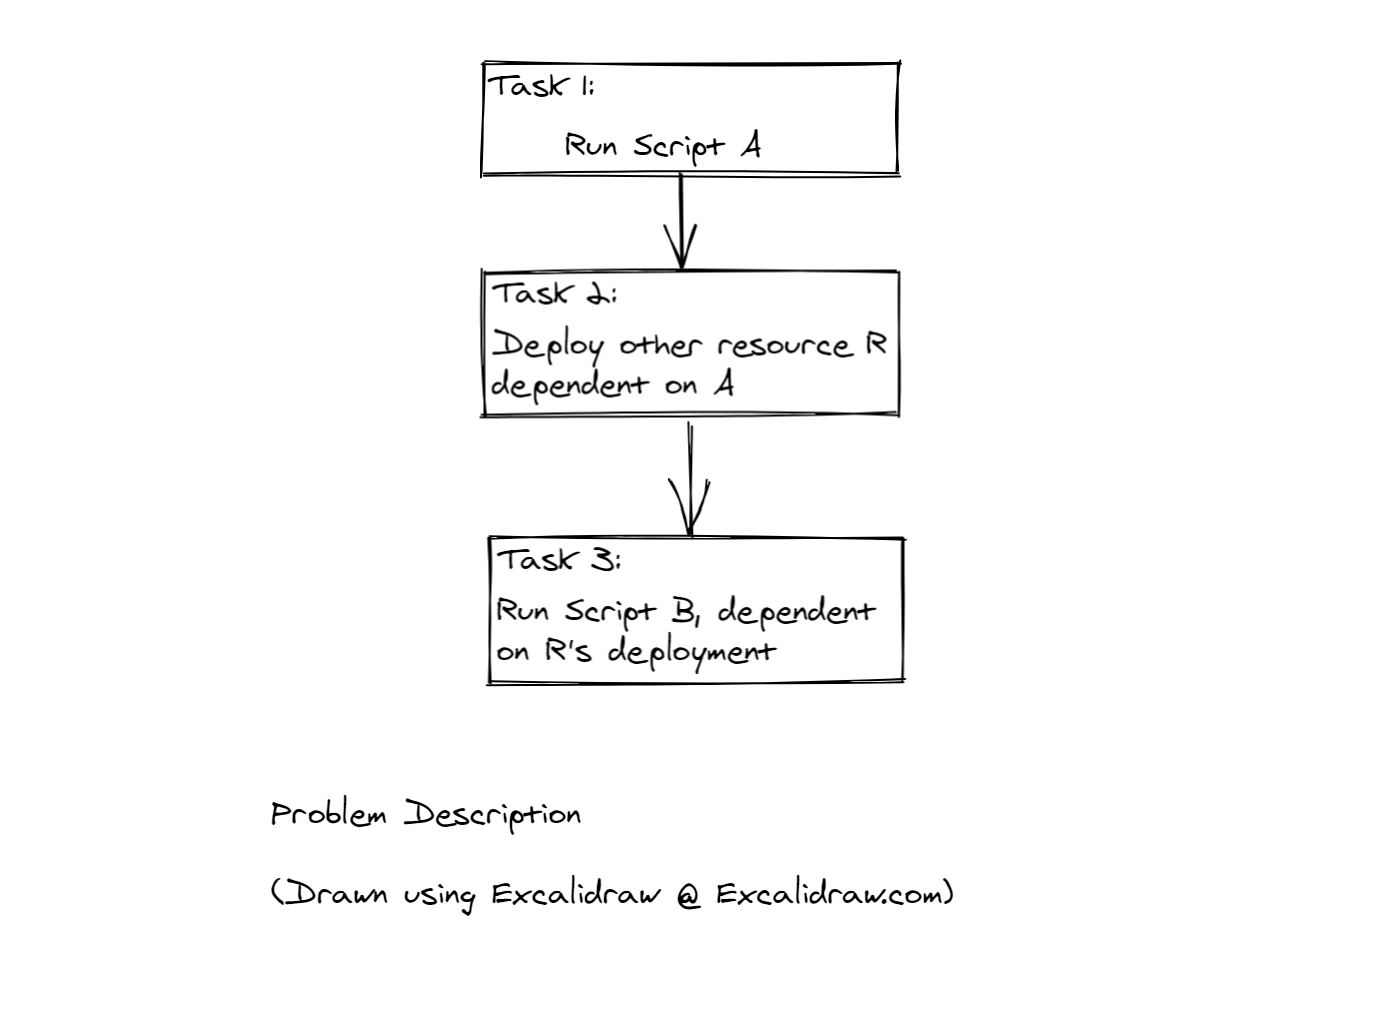 Task 1:
Run Script A
Task 2:
Deploy other resource R
dependent on A
Task 3:
Run Script B, dependent
on R's deployment
Problem Description
(Drawn using Excalidraw @ Excalidraw.com)